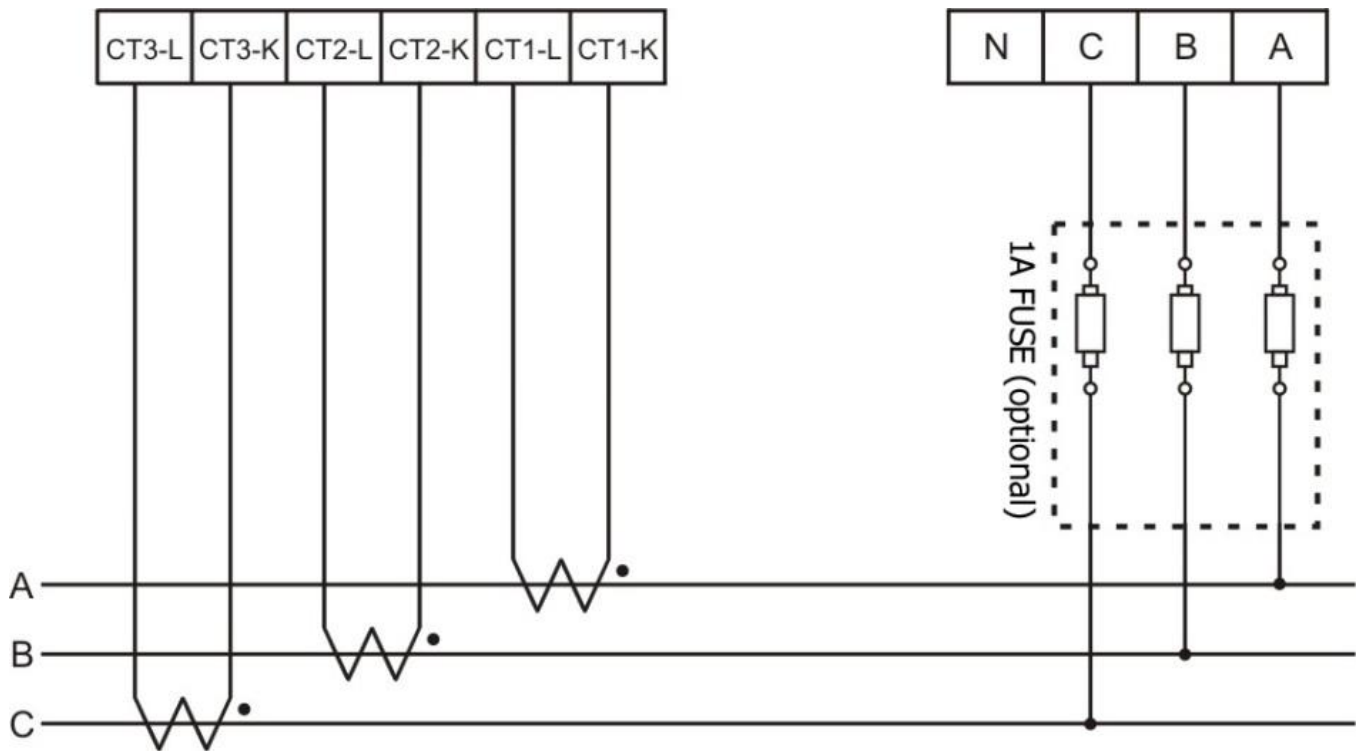 CT3-L CT3-K CT2-L CT2-K CT1-L CT1-K
N C B A
1A FUSE (optional)
A
B
C